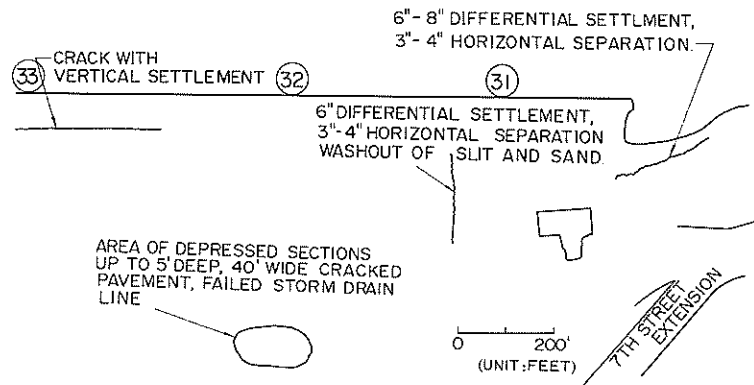 6"- 8" DIFFERENTIAL SETTLMENT,
3"- 4" HORIZONTAL SEPARATION.
CRACK WITH
VERTICAL SETTLEMENT
33
32
31
6" DIFFERENTIAL SETTLEMENT,
3"-4" HORIZONTAL SEPARATION
WASHOUT OF SLIT AND SAND.
AREA OF DEPRESSED SECTIONS
UP TO 5' DEEP, 40' WIDE CRACKED
PAVEMENT, FAILED STORM DRAIN
LINE
0 200'
(UNIT:FEET)
7TH STREET
EXTENSION